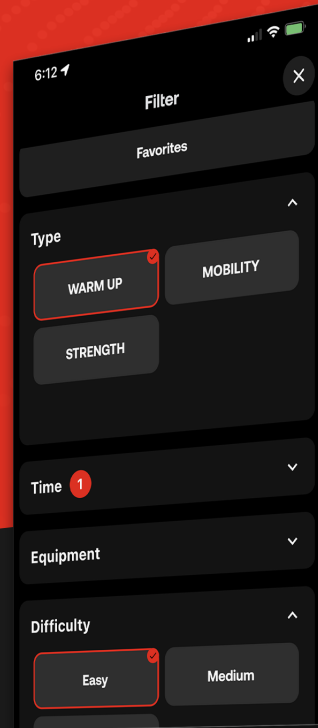 6:12
Filter
Favorites
Type
WARM UP
MOBILITY
STRENGTH
Time 1
Equipment
Difficulty
Easy
Medium